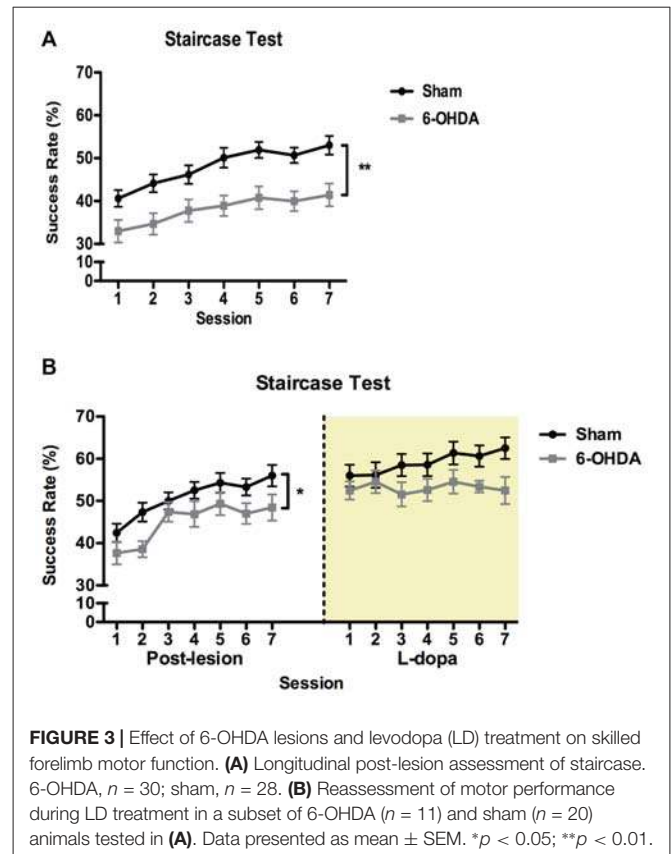 A
Staircase Test
Success Rate (%)
70
60
50
40
30
10
0
1 2 3 4 5 6 7
Session
Sham
6-OHDA
**
B
Staircase Test
Success Rate (%)
70
60
50
40
30
10
0
1 2 3 4 5 6 7 1 2 3 4 5 6 7
Post-lesion L-dopa
Session
Sham
6-OHDA
*
FIGURE 3 | Effect of 6-OHDA lesions and levodopa (LD) treatment on skilled
forelimb motor function. (A) Longitudinal post-lesion assessment of staircase.
6-OHDA, n = 30; sham, n = 28. (B) Reassessment of motor performance
during LD treatment in a subset of 6-OHDA (n = 11) and sham (n = 20)
animals tested in (A). Data presented as mean ± SEM. *p < 0.05; **p < 0.01.